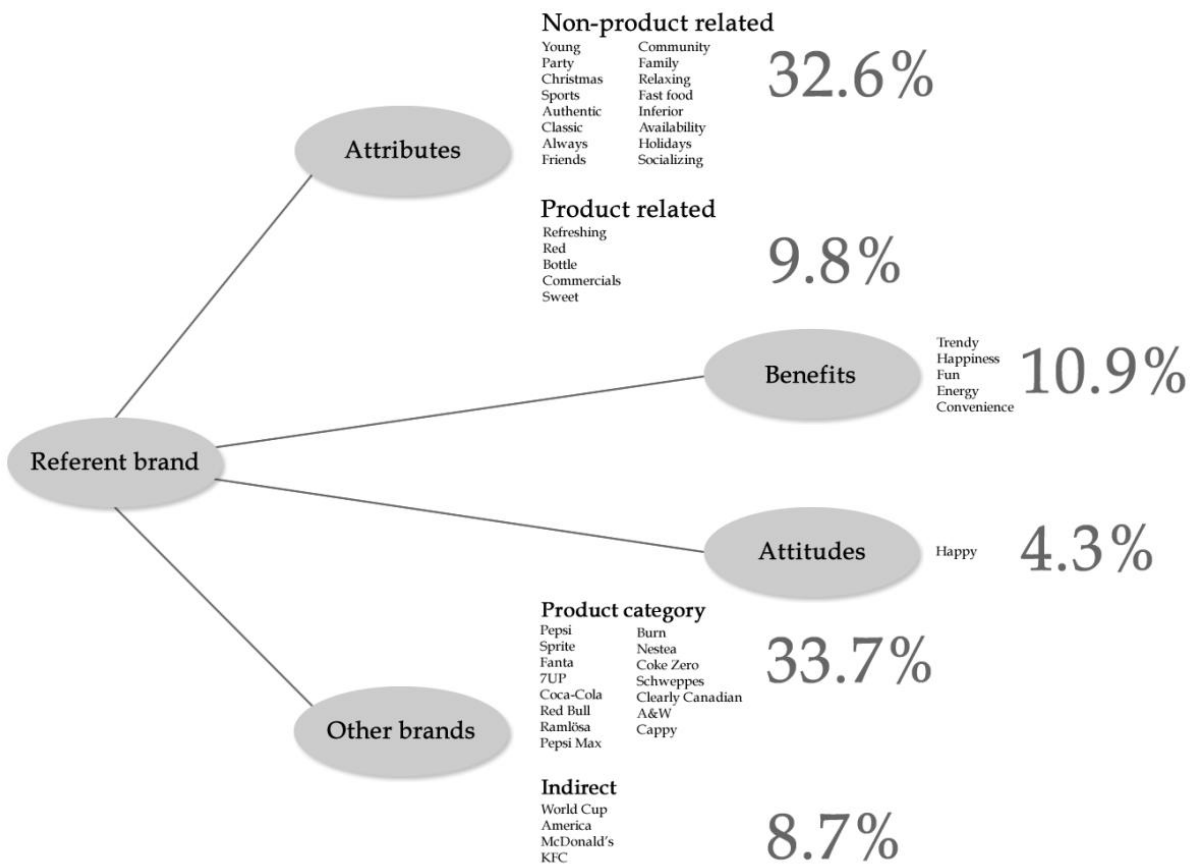 Non-product related
Young
Party
Christmas
Sports
Authentic
Classic
Always
Friends
Community
Family
Relaxing
Fast food
Inferior
Availability
Holidays
Socializing
32.6%
Attributes
Product related
Refreshing
Red
Bottle
Commercials
Sweet
9.8%
Benefits
Trendy
Happiness
Fun
Energy
Convenience
10.9%
Referent brand
Attitudes
Happy
4.3%
Product category
Pepsi
Sprite
Fanta
7UP
Coca-Cola
Red Bull
Ramlösa
Pepsi Max
Burn
Nestea
Coke Zero
Schweppes
Clearly Canadian
A&W
Cappy
33.7%
Other brands
Indirect
World Cup
America
McDonald's
KFC
8.7%